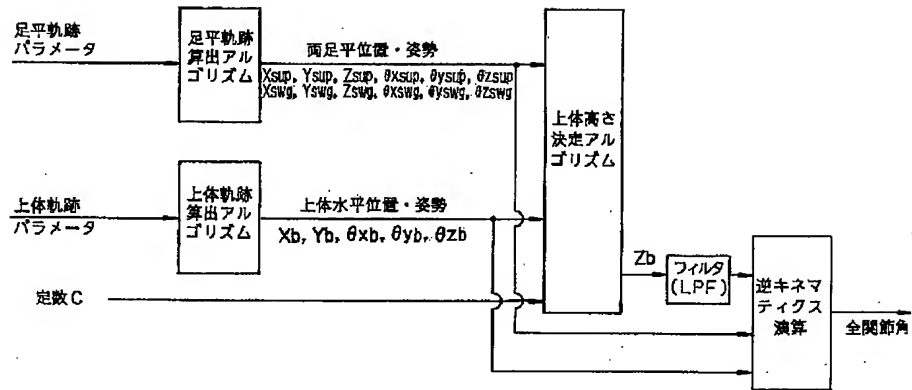 足平軌跡
パラメータ
足平軌跡
算出アル
ゴリズム
両足平位置・姿勢
Xsup, Ysup, Zsup, θxsup, θysup, θzsup
Xswg, Yswg, Zswg, θxswg, θyswg, θzswg
上体高さ
決定アル
ゴリズム
上体軌跡
パラメータ
上体軌跡
算出アル
ゴリズム
上体水平位置・姿勢
Xb, Yb, θxb, θyb, θzb
定数C
Zb
フィルタ
(LPF)
逆キネマ
ティクス
演算
全関節角